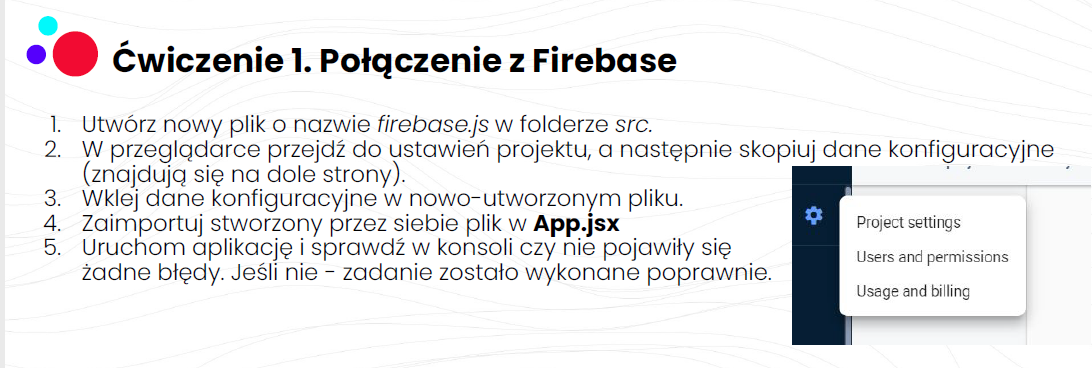 Ćwiczenie 1. Połączenie z Firebase
1. Utwórz nowy plik o nazwie firebase.js w folderze src.
2. W przeglądarce przejdź do ustawień projektu, a następnie skopiuj dane konfiguracyjne
(znajdują się na dole strony).
3. Wklej dane konfiguracyjne w nowo-utworzonym pliku.
4. Zaimportuj stworzony przez siebie plik w App.jsx
5. Uruchom aplikację i sprawdź w konsoli czy nie pojawiły się
żadne błędy. Jeśli nie - zadanie zostało wykonane poprawnie.
Project settings
Users and permissions
Usage and billing